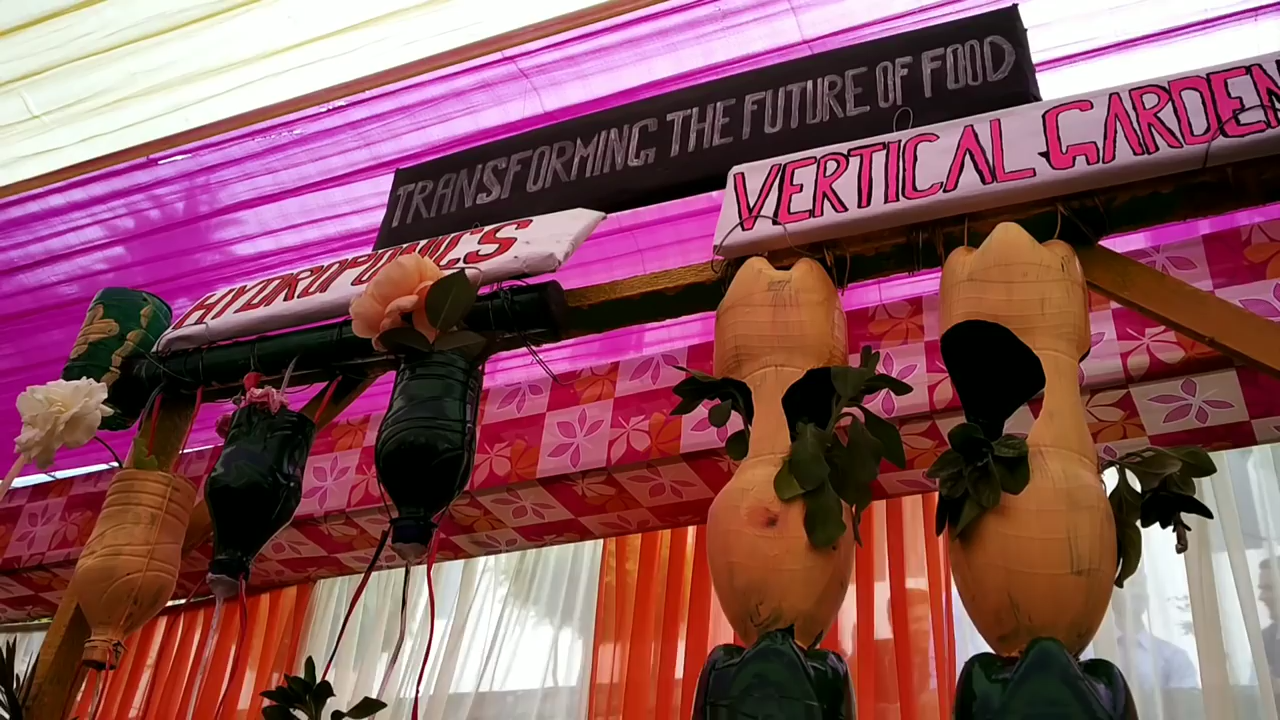 TRANSFORMING THE FUTURE OF FOOD
HYDROPONICS
VERTICAL GARDEN